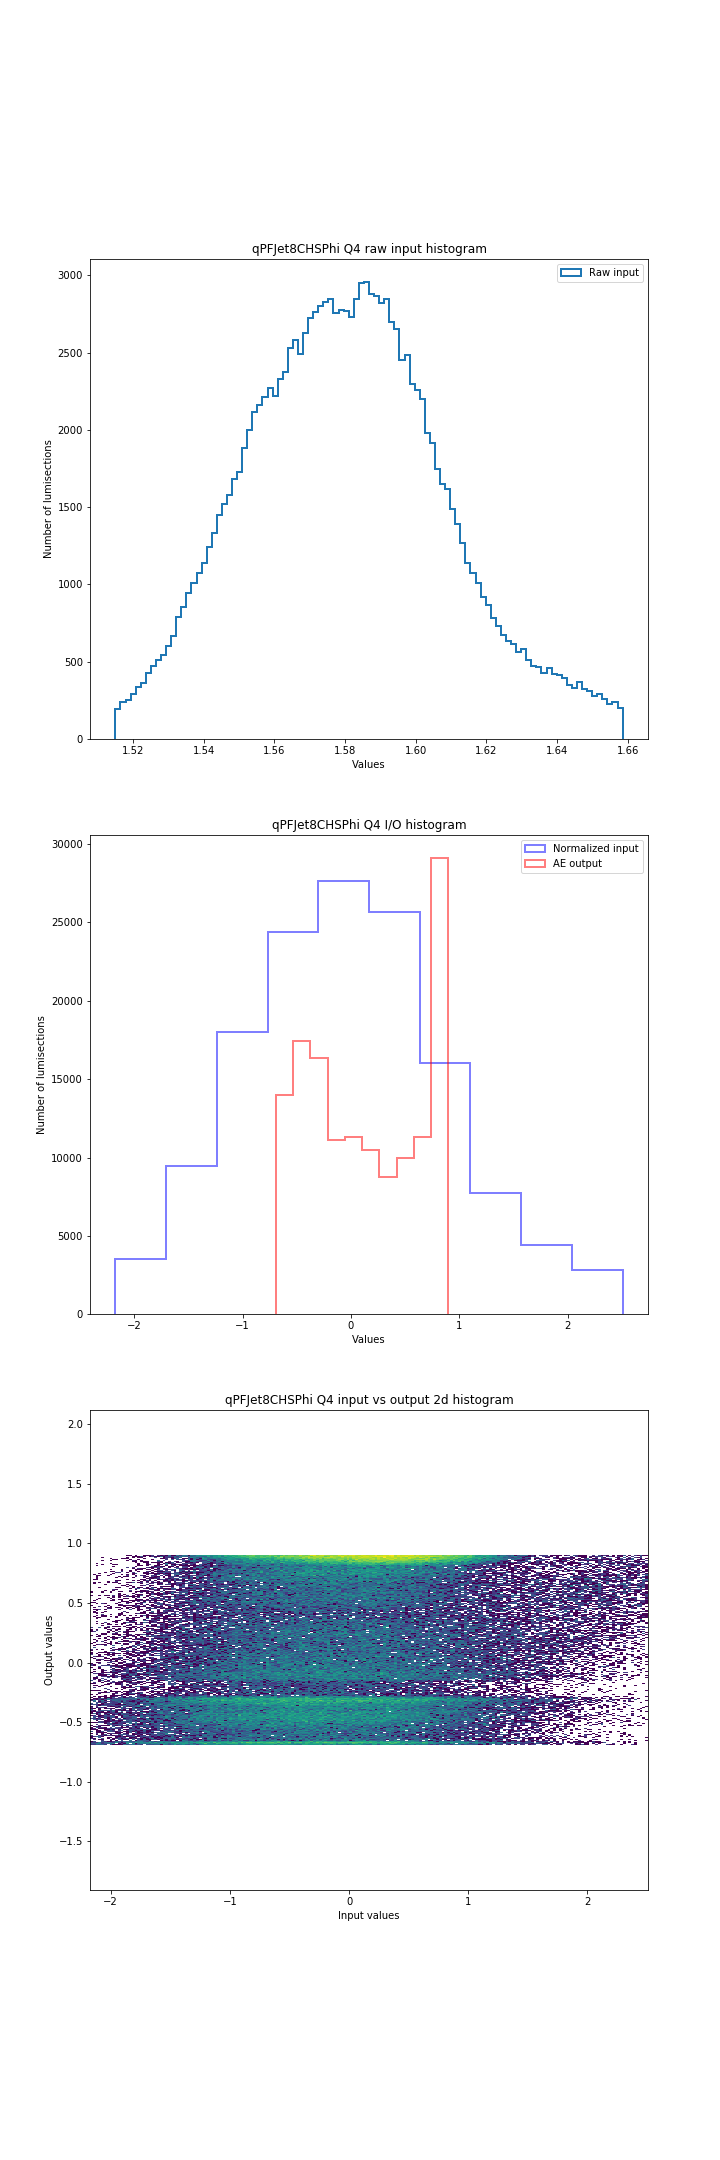 qPFJet8CHSPhi Q4 raw input histogram
Raw input
3000
2500
2000
1500
1000
500
0
Number of lumisections
1.52 1.54 1.56 1.58 1.60 1.62 1.64 1.66
Values
qPFJet8CHSPhi Q4 I/O histogram
Normalized input
AE output
30000
25000
20000
15000
10000
5000
0
Number of lumisections
−2 −1 0 1 2
Values
qPFJet8CHSPhi Q4 input vs output 2d histogram
2.0
1.5
1.0
0.5
0.0
−0.5
−1.0
−1.5
Output values
−2 −1 0 1 2
Input values